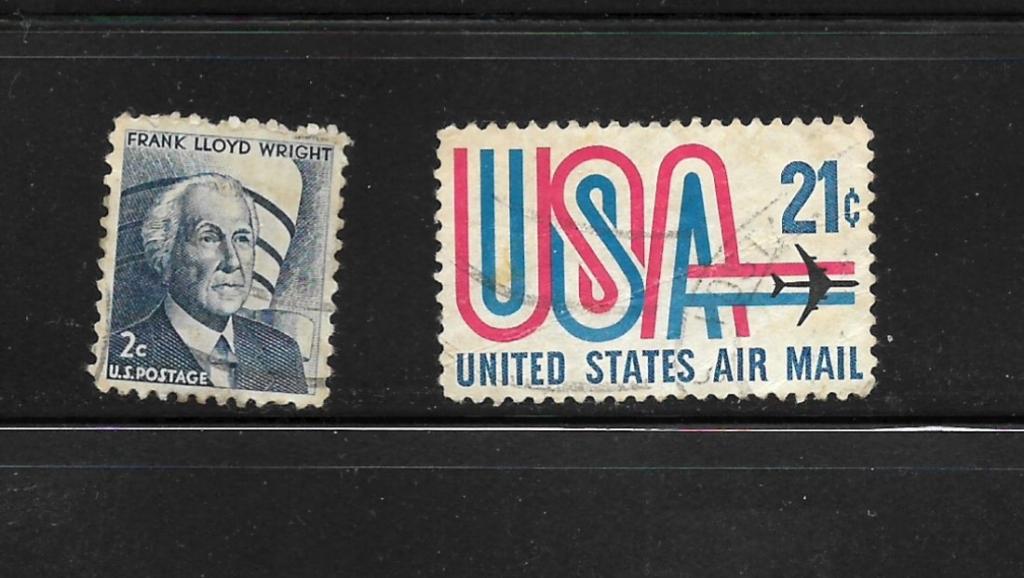 FRANK LLOYD WRIGHT
2c
U.S. POSTAGE
USA
21¢
UNITED STATES AIR MAIL